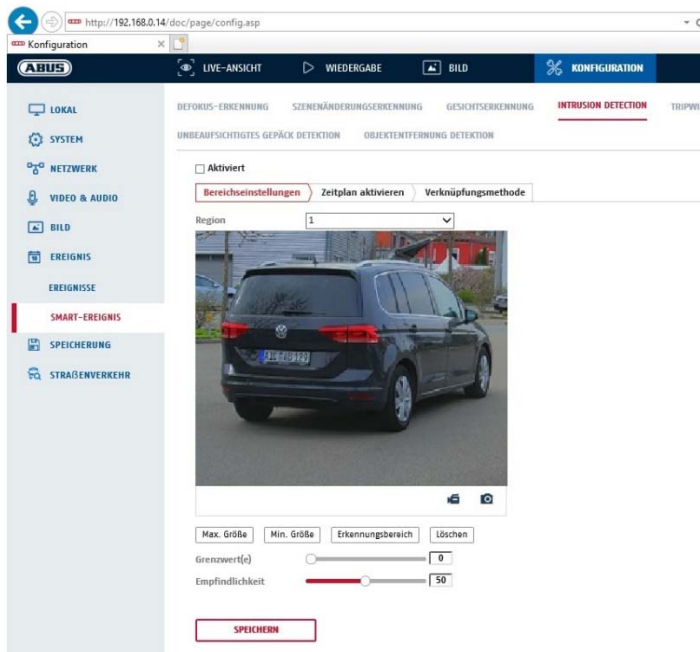 http://192.168.0.14/doc/page/config.asp
Konfiguration
ABUS
LIVE-ANSICHT
WIEDERGABE
BILD
KONFIGURATION
LOKAL
SYSTEM
NETZWERK
VIDEO & AUDIO
BILD
EREIGNIS
EREIGNISSE
SMART-EREIGNIS
SPEICHERUNG
STRAẞENVERKEHR
DEFOKUS-ERKENNUNG
SZENENÄNDERUNGSERKENNUNG
GESICHTSERKENNUNG
INTRUSION DETECTION
TRIPWI
UNBEAUFSICHTIGTES GEPÄCK DETEKTION
OBJEKTENTFERNUNG DETEKTION
Aktiviert
Bereichseinstellungen
Zeitplan aktivieren
Verknüpfungsmethode
Region
1
Max. Größe
Min. Größe
Erkennungsbereich
Löschen
Grenzwert(e)
0
Empfindlichkeit
50
SPEICHERN